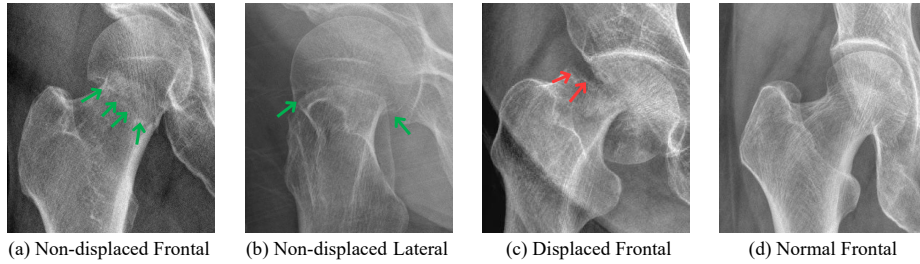 (a) Non-displaced Frontal
(b) Non-displaced Lateral
(c) Displaced Frontal
(d) Normal Frontal